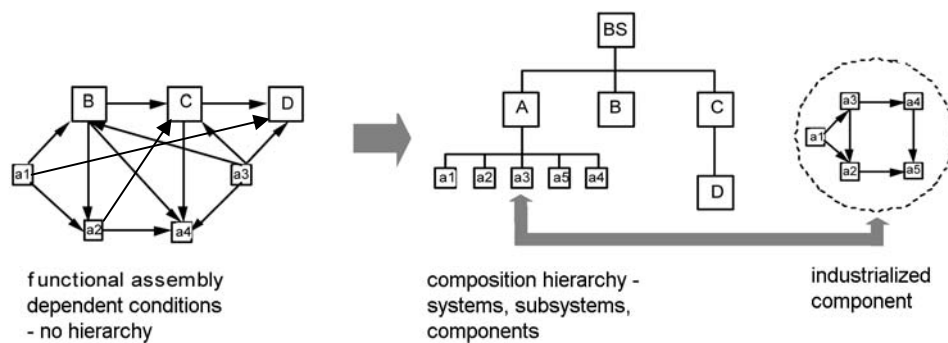 B C D
a1 a3
a2 a4
functional assembly
dependent conditions
- no hierarchy
BS
A B C
a1 a2 a3 a5 a4
D
composition hierarchy -
systems, subsystems,
components
a3 a4
a1
a2 a5
industrialized
component